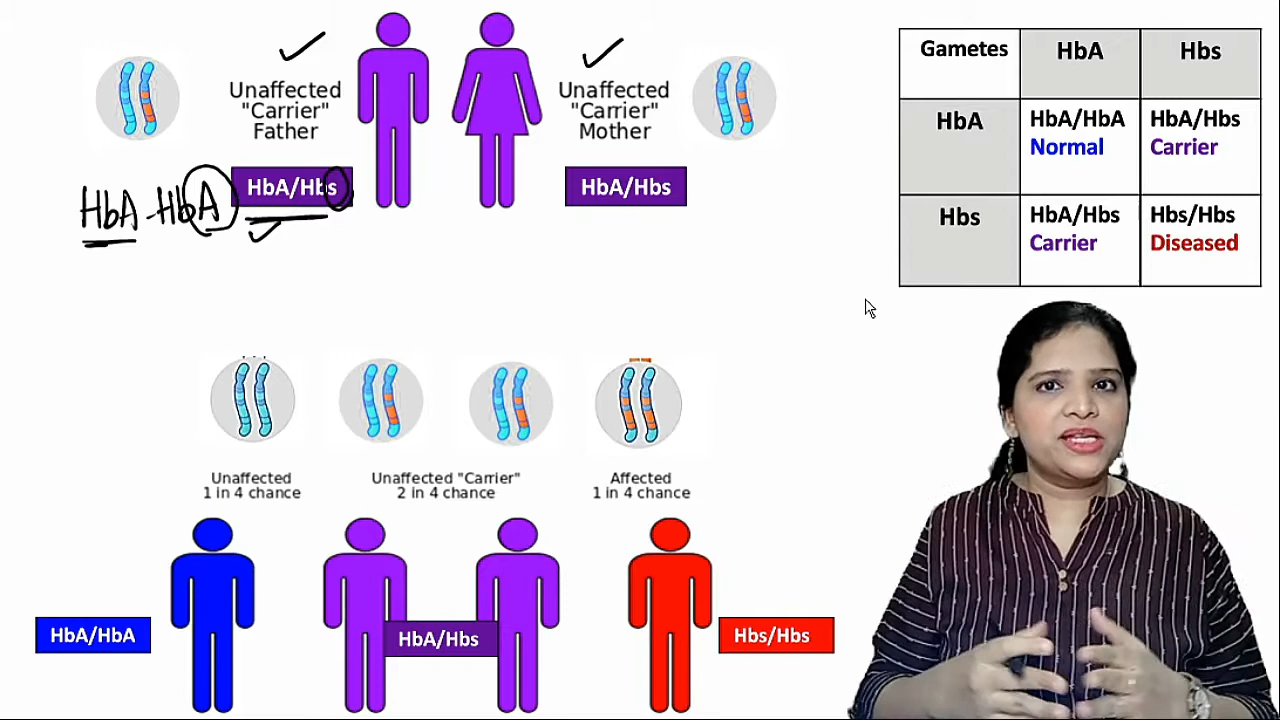 Unaffected
"Carrier"
Father
HbA/Hbs
HbA - HbA
Unaffected
"Carrier"
Mother
HbA/Hbs
Gametes HbA Hbs
HbA HbA/HbA HbA/Hbs
Normal Carrier
Hbs HbA/Hbs Hbs/Hbs
Carrier Diseased
Unaffected
1 in 4 chance
Unaffected "Carrier"
2 in 4 chance
Affected
1 in 4 chance
HbA/HbA
HbA/Hbs
Hbs/Hbs